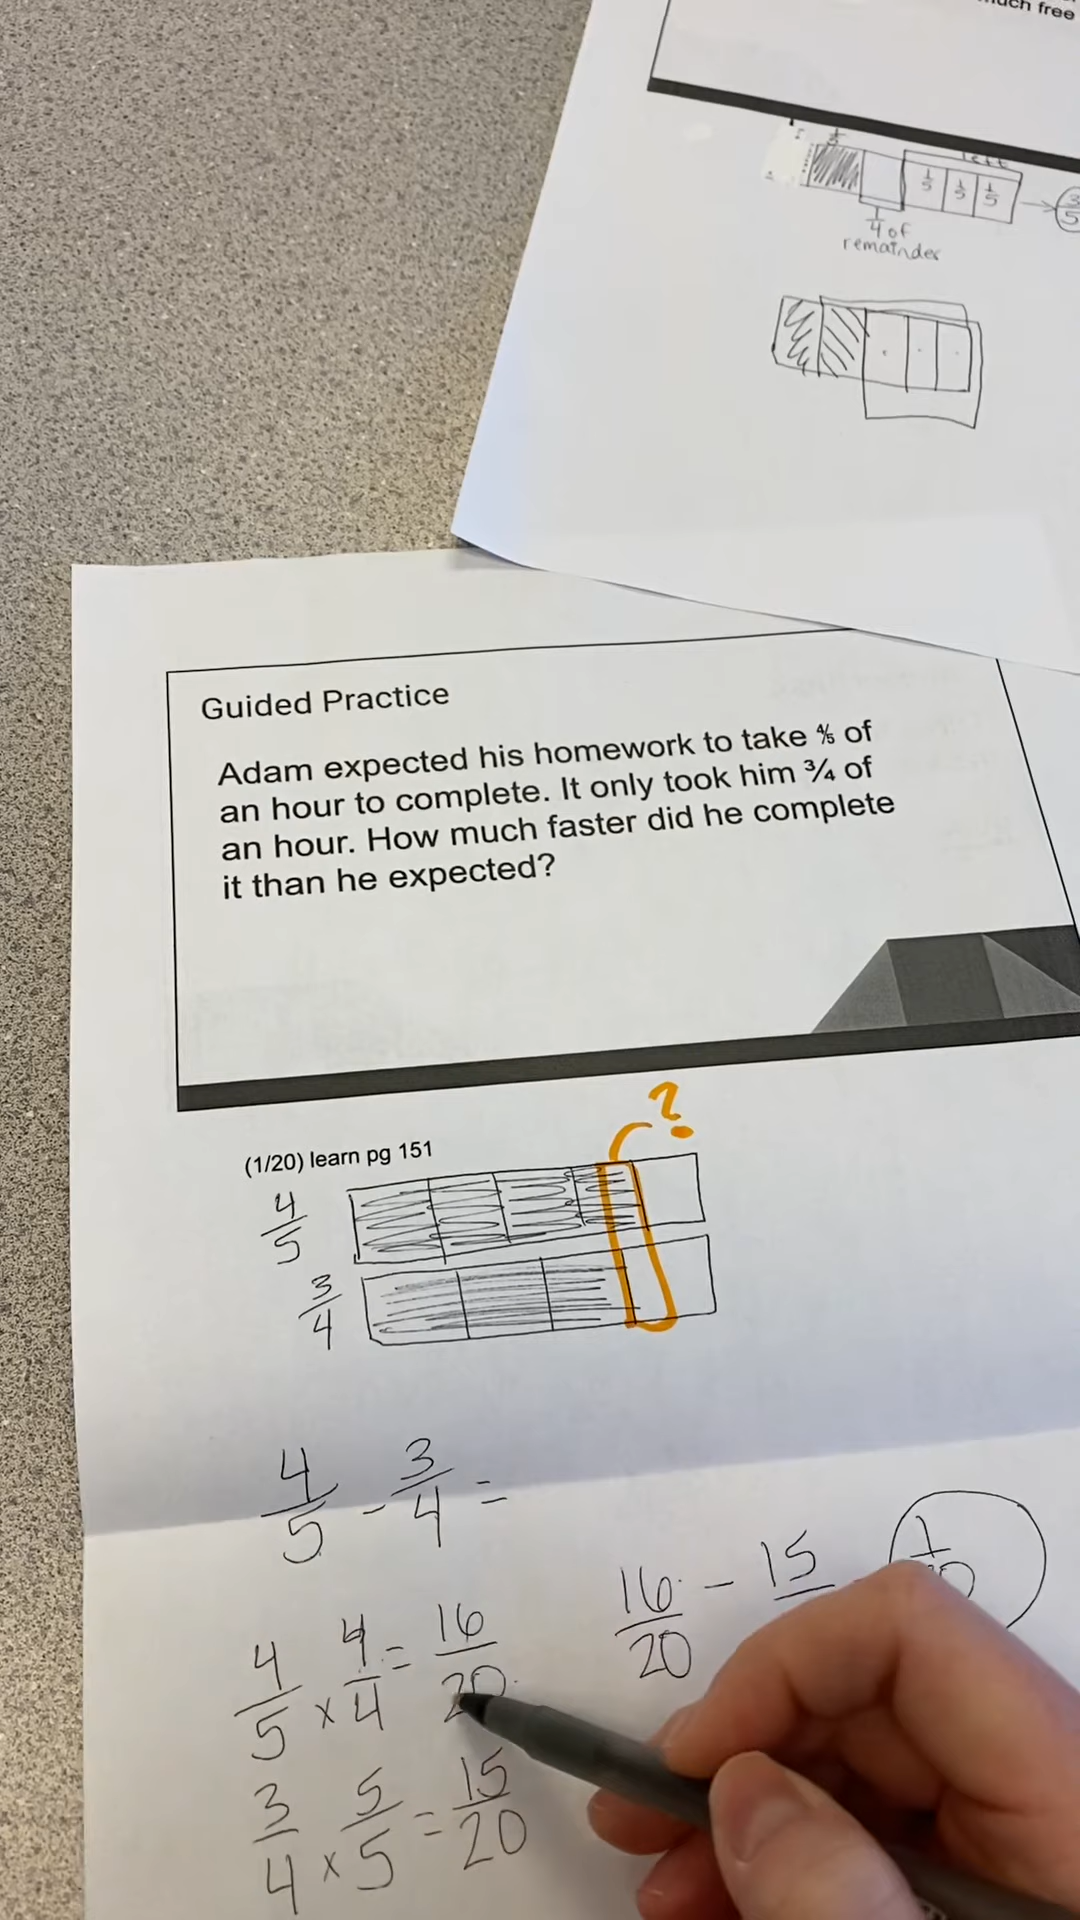 much free
left
1/5 1/5 1/5
3/5
1/4 of
remainder
Guided Practice
Adam expected his homework to take ⅘ of
an hour to complete. It only took him ¾ of
an hour. How much faster did he complete
it than he expected?
?
(1/20) learn pg 151
4/5
3/4
4/5 - 3/4 =
16/20 - 15
4/5 x 4/4 = 16/20
3/4 x 5/5 = 15/20